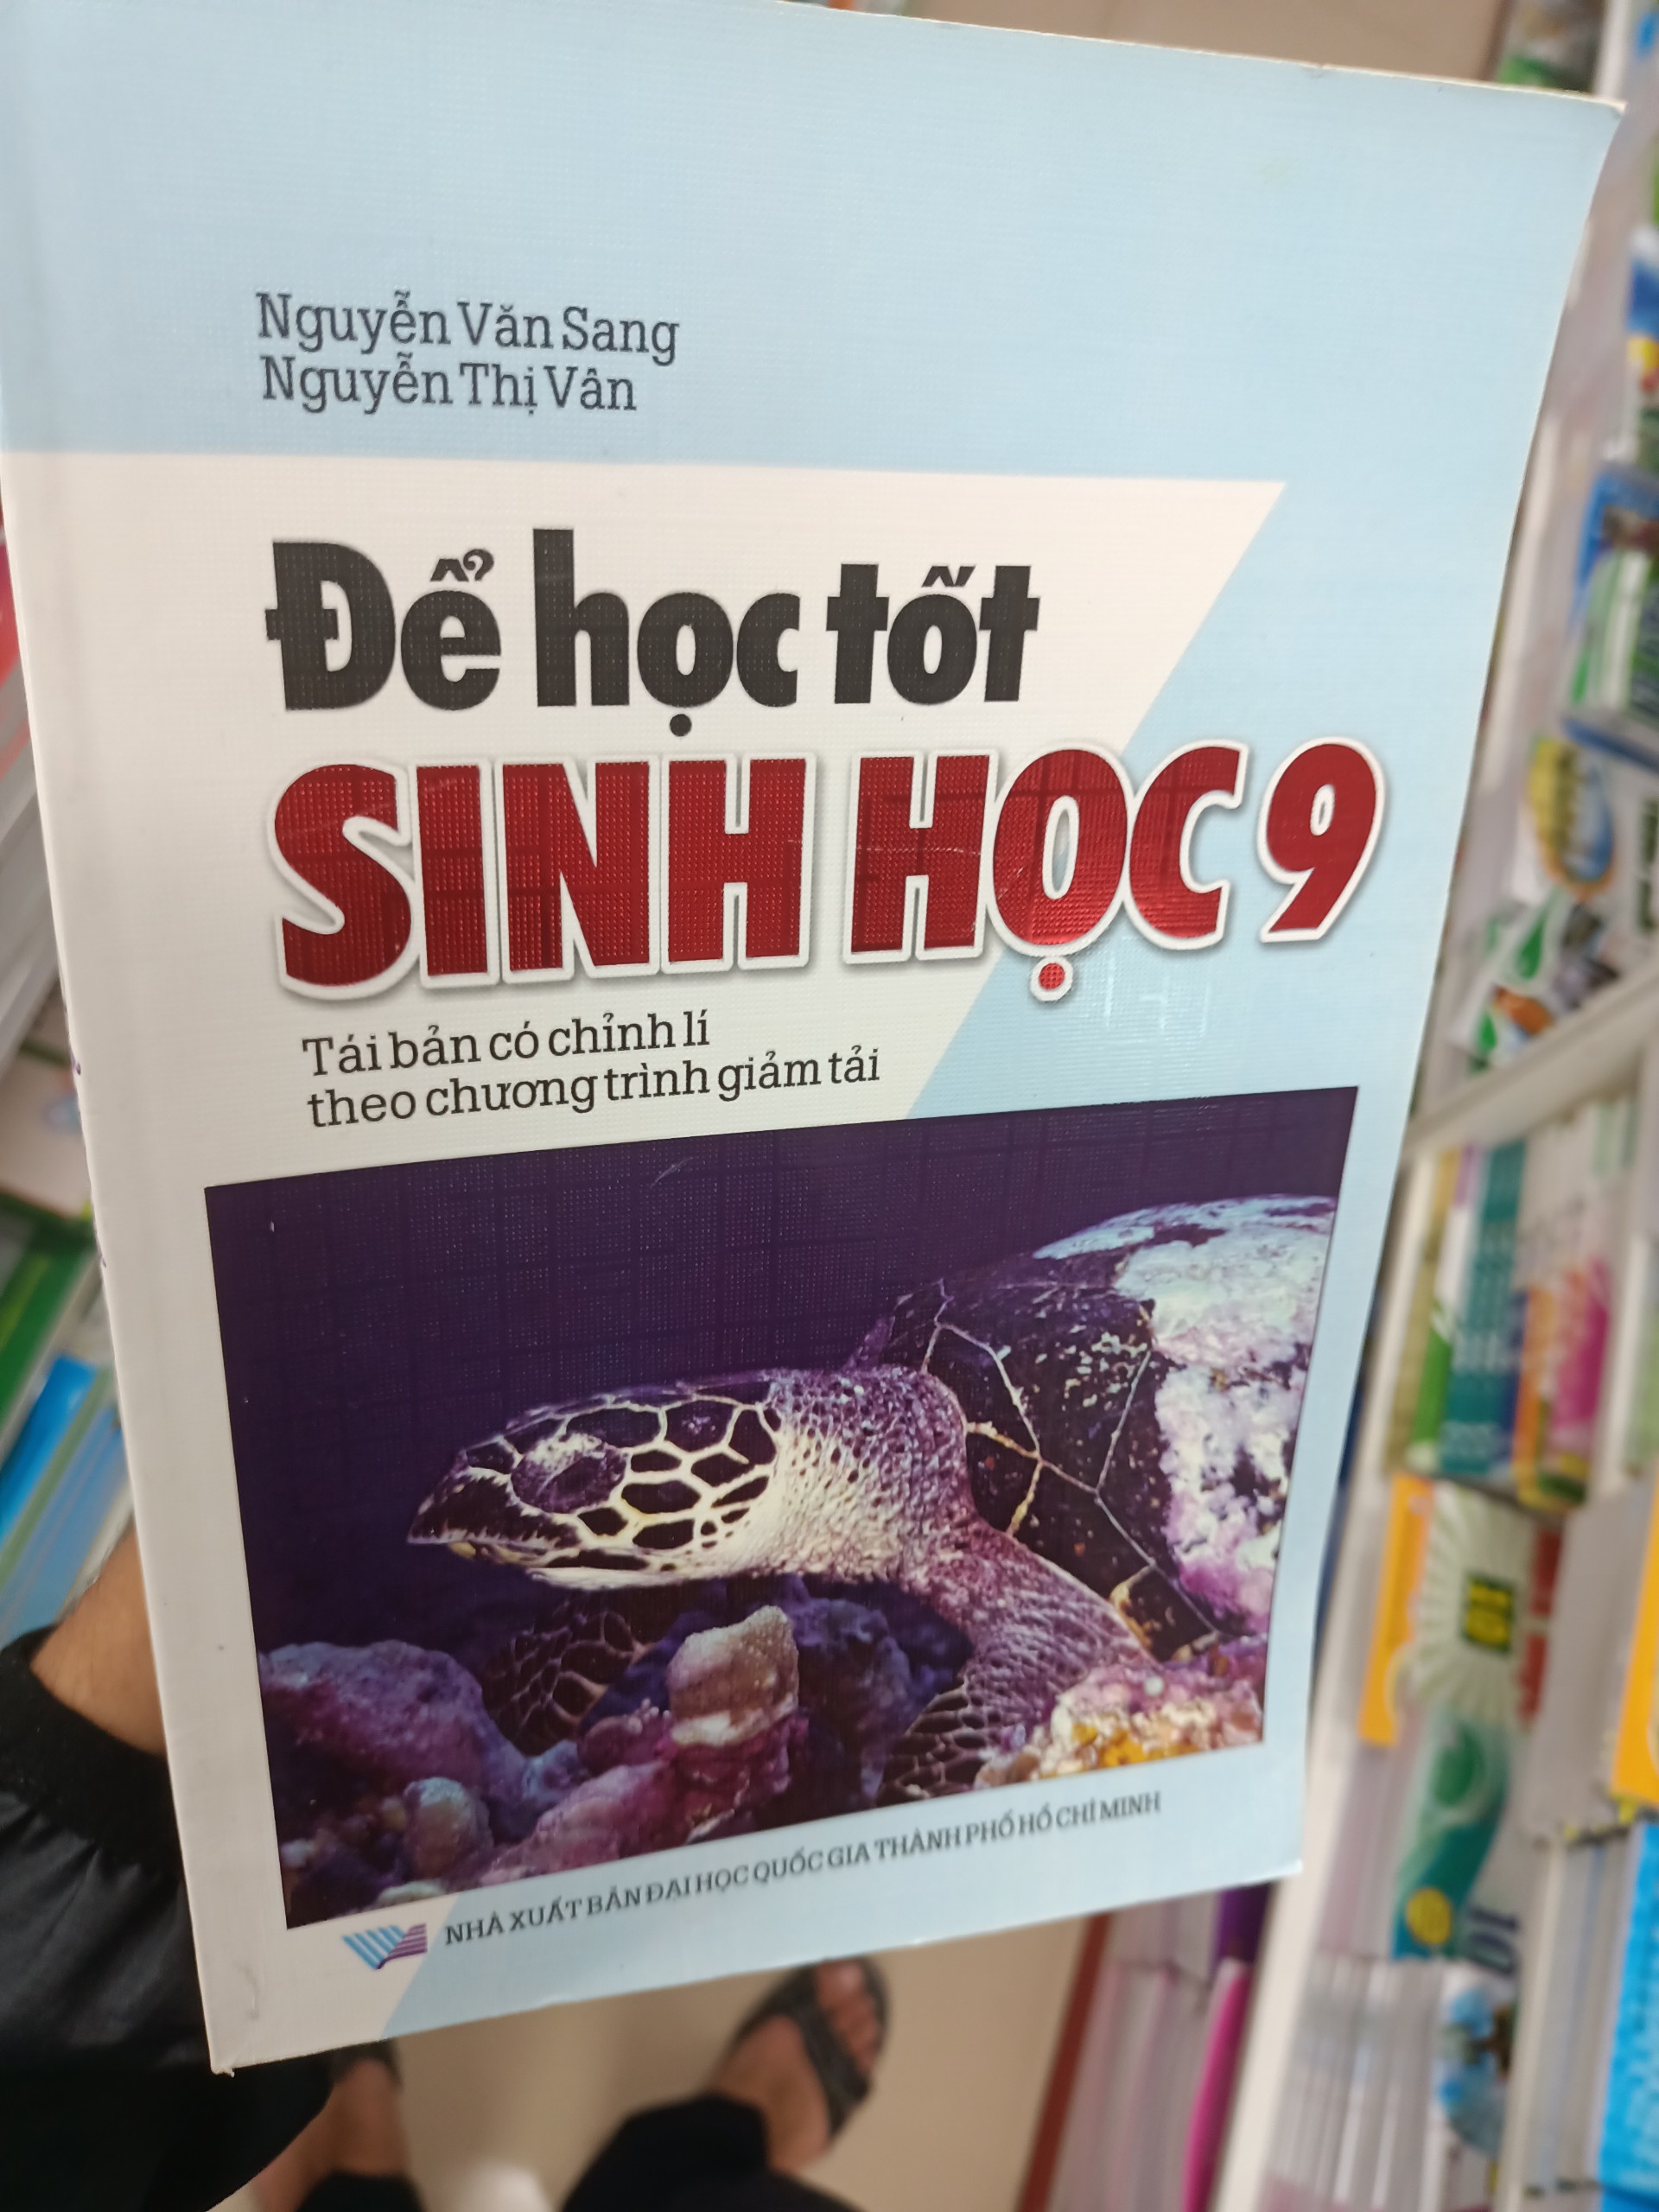 Nguyễn Văn Sang
Nguyễn Thị Vân
Để học tốt
SINH HỌC 9
Tái bản có chỉnh lí
theo chương trình giảm tải
NHÀ XUẤT BẢN ĐẠI HỌC QUỐC GIA THÀNH PHỐ HỒ CHÍ MINH